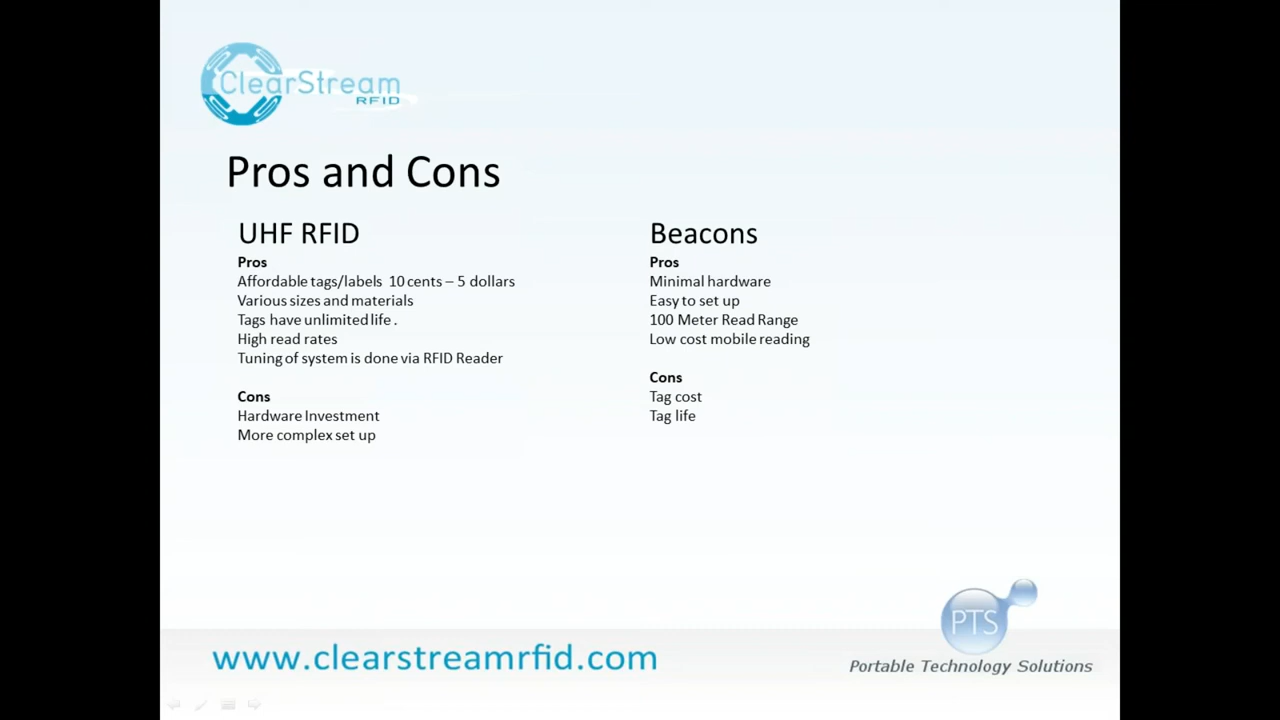 ClearStream
RFID
Pros and Cons
UHF RFID
Pros
Affordable tags/labels 10 cents – 5 dollars
Various sizes and materials
Tags have unlimited life .
High read rates
Tuning of system is done via RFID Reader
Cons
Hardware Investment
More complex set up
Beacons
Pros
Minimal hardware
Easy to set up
100 Meter Read Range
Low cost mobile reading
Cons
Tag cost
Tag life
www.clearstreamrfid.com
PTS
Portable Technology Solutions